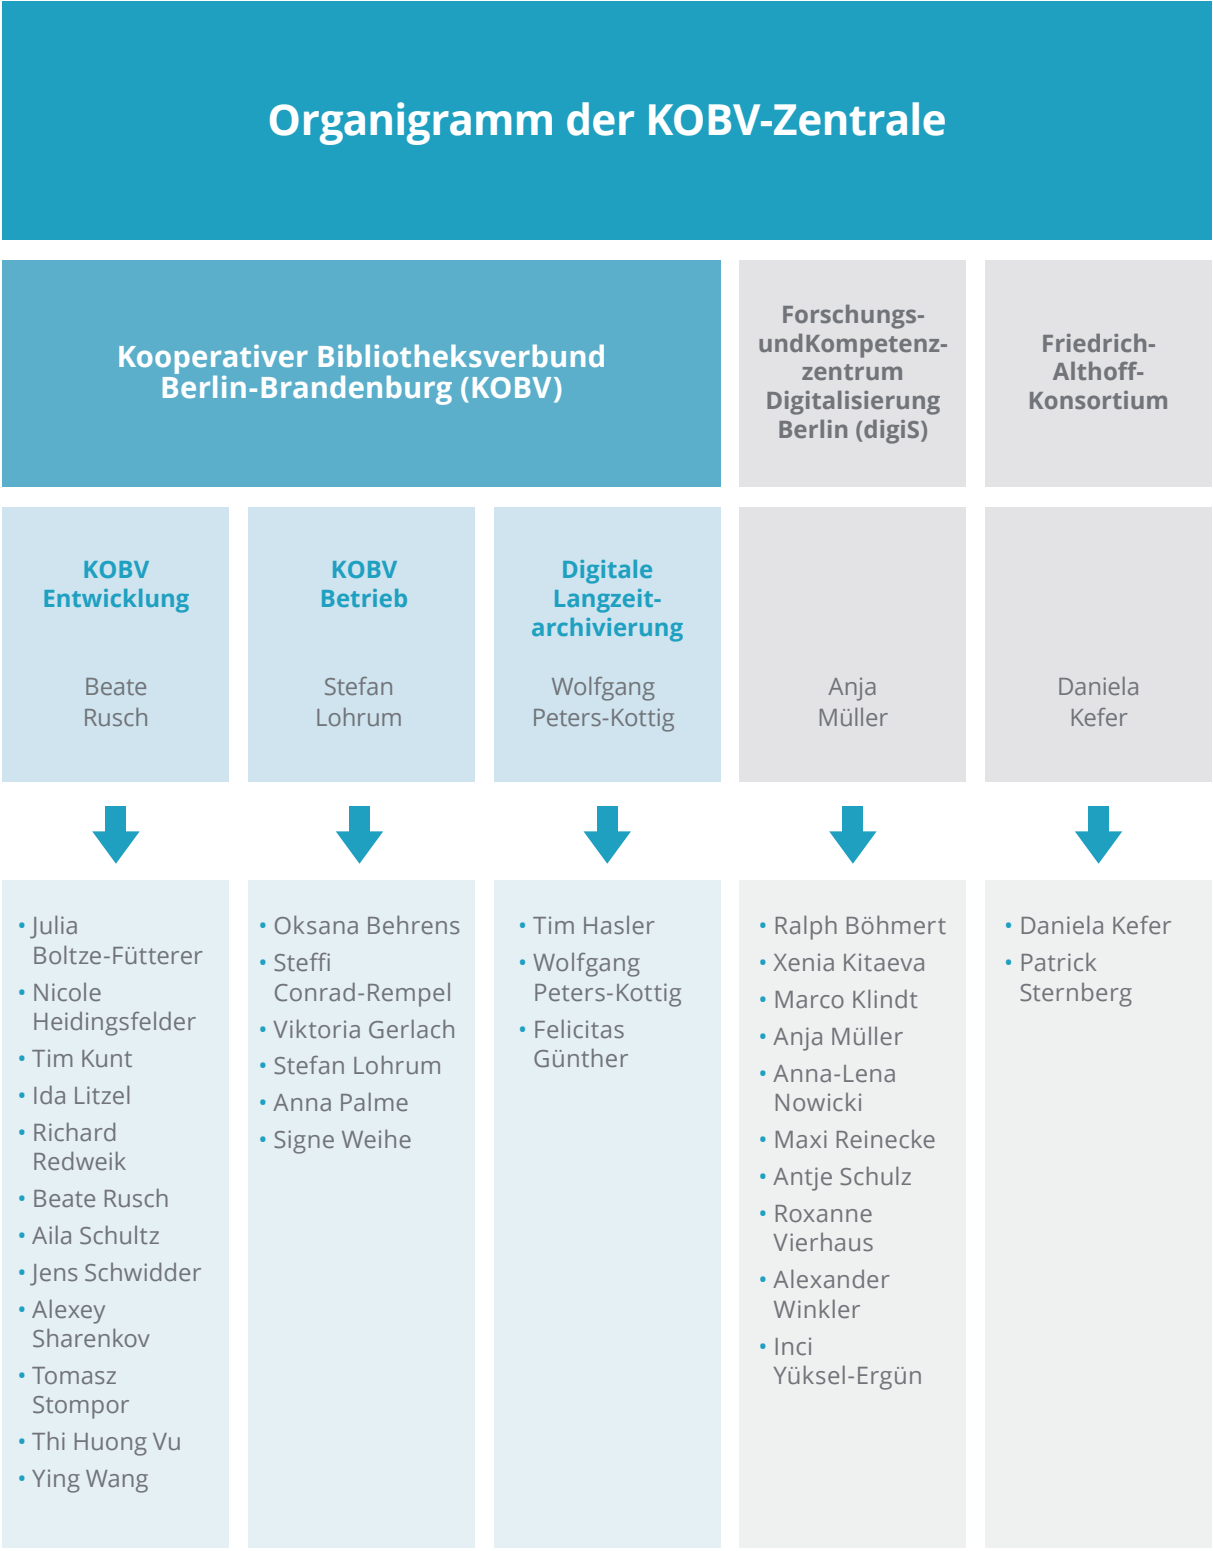 Organigramm der KOBV-Zentrale
Kooperativer Bibliotheksverbund
Berlin-Brandenburg (KOBV)
Forschungs-
undKompetenz-
zentrum
Digitalisierung
Berlin (digiS)
Friedrich-
Althoff-
Konsortium
KOBV
Entwicklung
Beate
Rusch
KOBV
Betrieb
Stefan
Lohrum
Digitale
Langzeit-
archivierung
Wolfgang
Peters-Kottig
Anja
Müller
Daniela
Kefer
• Julia
Boltze-Fütterer
• Nicole
Heidingsfelder
• Tim Kunt
• Ida Litzel
• Richard
Redweik
• Beate Rusch
• Aila Schultz
• Jens Schwidder
• Alexey
Sharenkov
• Tomasz
Stompor
• Thi Huong Vu
• Ying Wang
• Oksana Behrens
• Steffi
Conrad-Rempel
• Viktoria Gerlach
• Stefan Lohrum
• Anna Palme
• Signe Weihe
• Tim Hasler
• Wolfgang
Peters-Kottig
• Felicitas
Günther
• Ralph Böhmert
• Xenia Kitaeva
• Marco Klindt
• Anja Müller
• Anna-Lena
Nowicki
• Maxi Reinecke
• Antje Schulz
• Roxanne
Vierhaus
• Alexander
Winkler
• Inci
Yüksel-Ergün
• Daniela Kefer
• Patrick
Sternberg